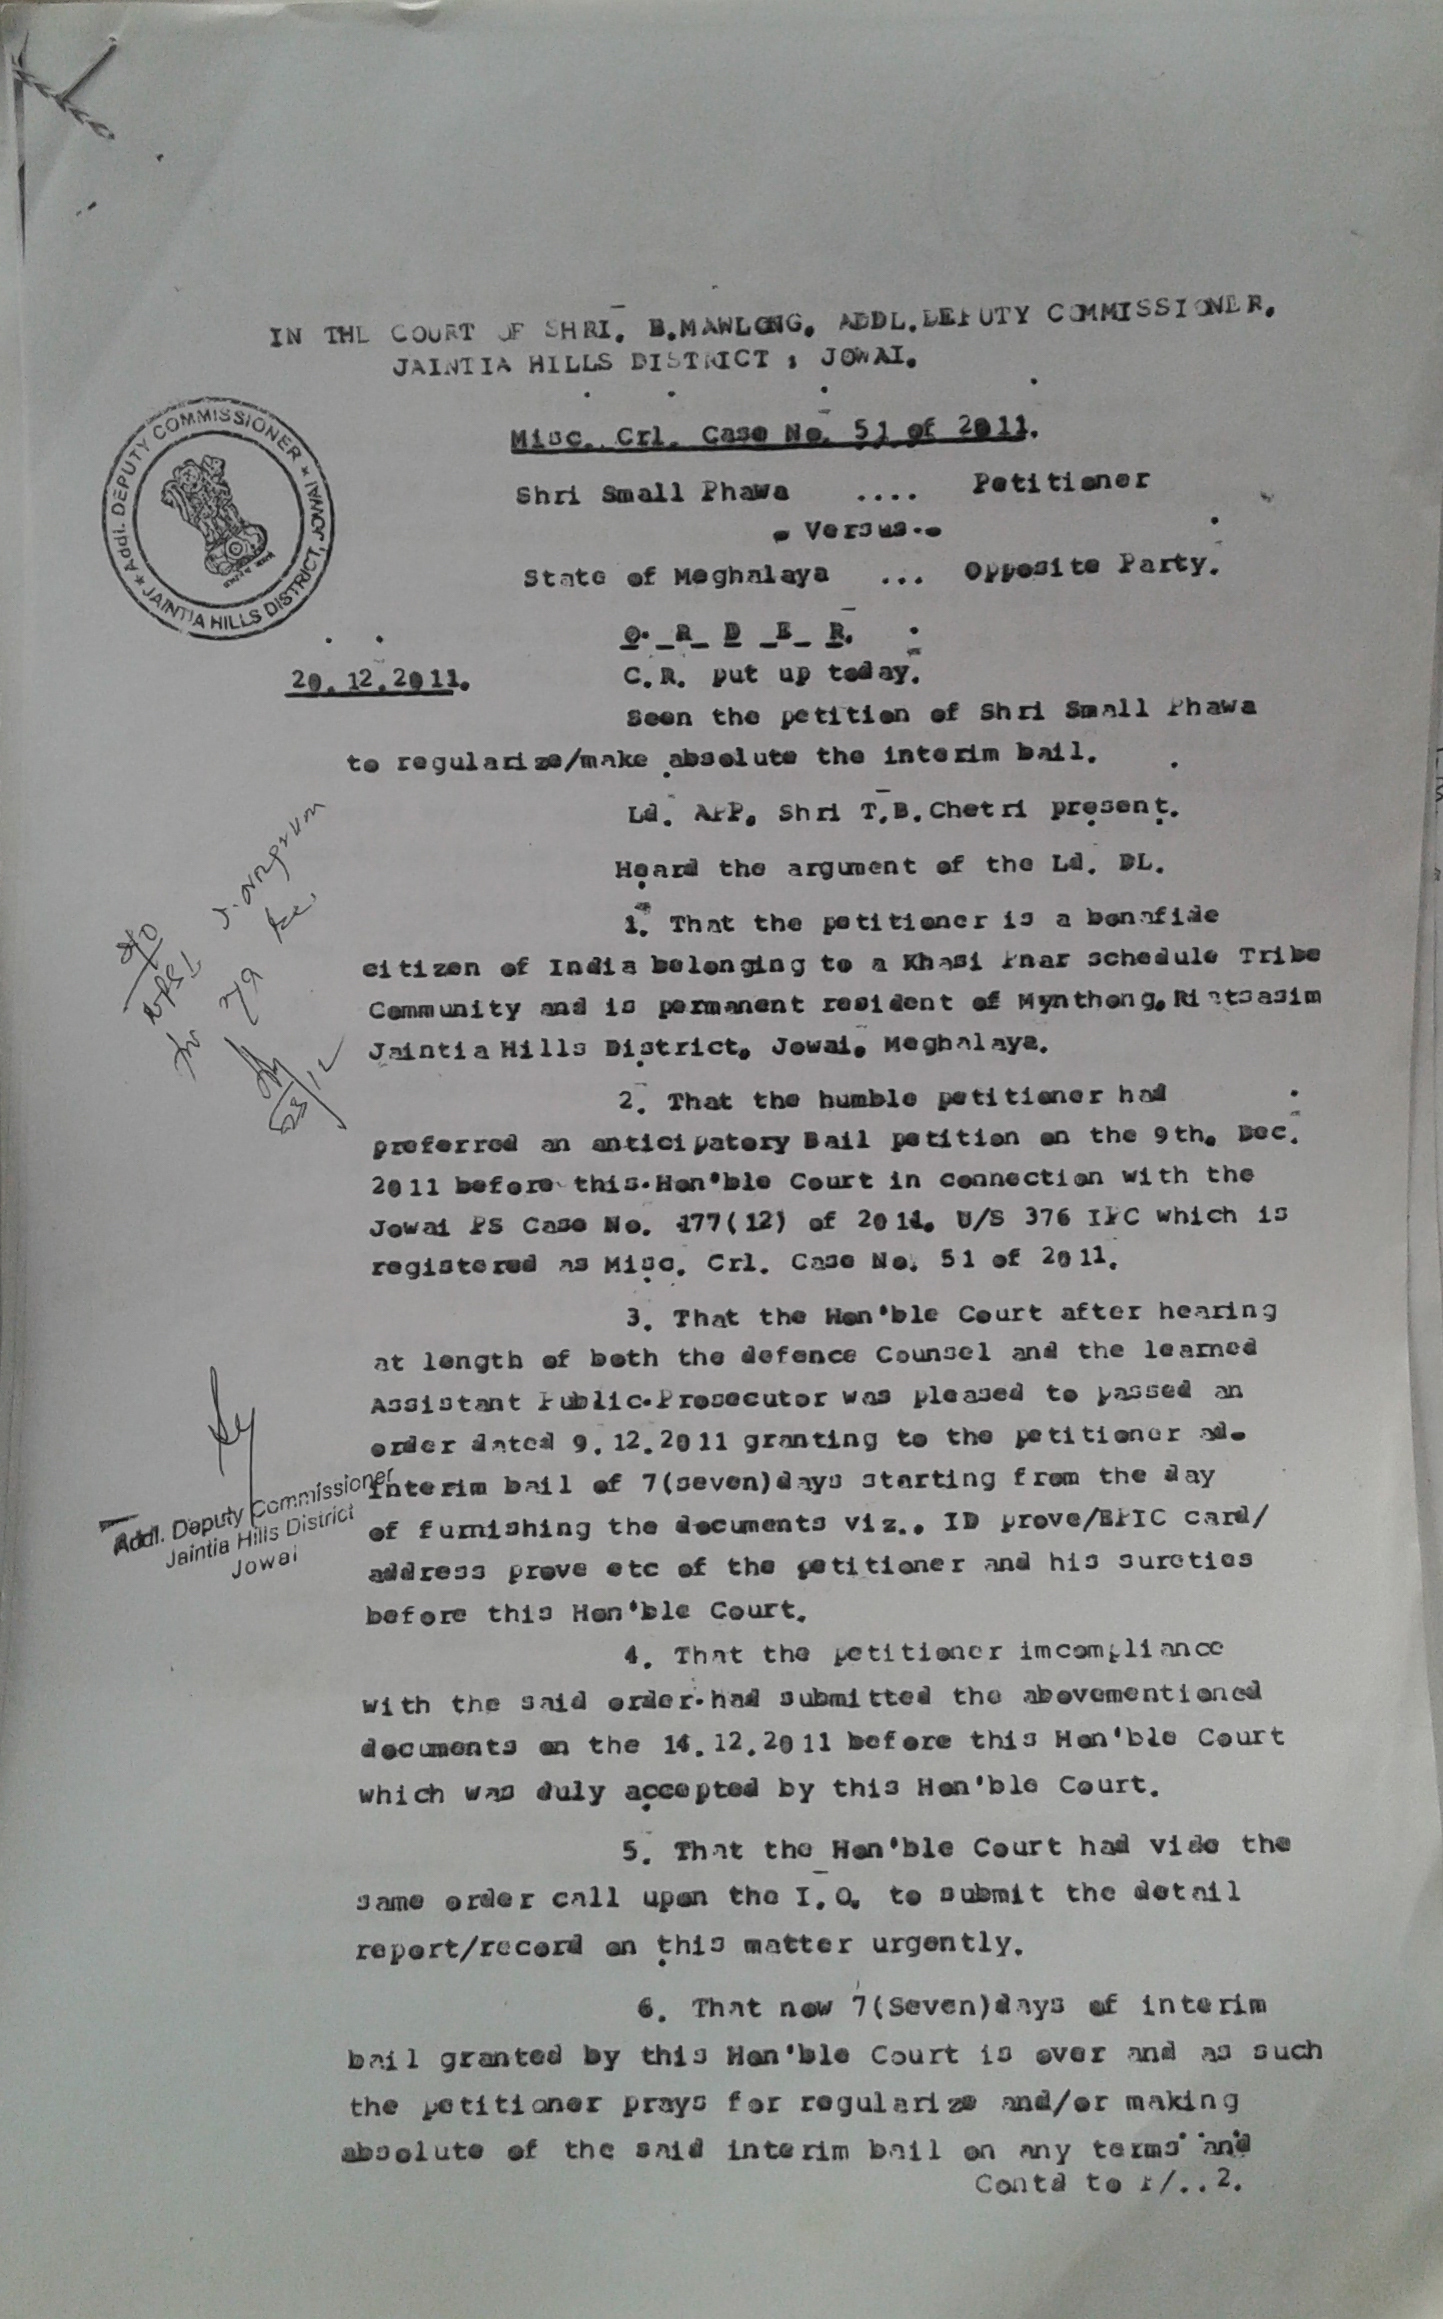 IN THE COURT OF SHRI. B.MAWLONG, ADDL.DEPUTY COMMISSIONER,
JAINTIA HILLS DISTRICT : JOWAI.
Misc. Crl. Case No. 51 of 2011.
★ Addl. DEPUTY COMMISSIONER ★ JAINTIA HILLS DISTRICT, JOWAI
Shri Small Phawa .... Petitioner
- Versus -
State of Meghalaya ... Opposite Party.
O R D E R.
20.12.2011.
C.R. put up today.
Seen the petition of Shri Small Phawa
to regularize/make absolute the interim bail.
Ld. APP. Shri T.B.Chetri present.
Heard the argument of the Ld. DL.
1. That the petitioner is a bonafide
citizen of India belonging to a Khasi Pnar schedule Tribe
Community and is permanent resident of Mynthong, Riatsasim
Jaintia Hills District, Jowai, Meghalaya.
2. That the humble petitioner had
preferred an anticipatory Bail petition on the 9th. Dec.
2011 before this Hon'ble Court in connection with the
Jowai PS Case No. 177(12) of 2011. U/S 376 IPC which is
registered as Misc. Crl. Case No. 51 of 2011.
3. That the Hon'ble Court after hearing
at length of both the defence Counsel and the learned
Assistant Public-Prosecutor was pleased to passed an
order dated 9.12.2011 granting to the petitioner ad-
interim bail of 7(seven)days starting from the day
of furnishing the documents viz., ID prove/EPIC card/
address prove etc of the petitioner and his sureties
before this Hon'ble Court.
Addl. Deputy Commissioner
Jaintia Hills District
Jowai
4. That the petitioner imcompliance
with the said order had submitted the abovementioned
documents on the 14.12.2011 before this Hon'ble Court
which was duly accepted by this Hon'ble Court.
5. That the Hon'ble Court had vide the
same order call upon the I.O. to submit the detail
report/record on this matter urgently.
6. That now 7(Seven)days of interim
bail granted by this Hon'ble Court is over and as such
the petitioner prays for regularize and/or making
absolute of the said interim bail on any terms and
Contd to P/..2.